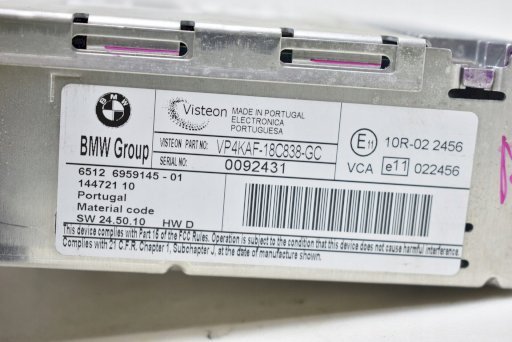 BMW
Visteon
MADE IN PORTUGAL
ELECTRONICA
PORTUGUESA
BMW Group
VISTEON PART NO: VP4KAF-18C838-GC
SERIAL NO: 0092431
E11 10R-02 2456
VCA e11 022456
6512 6959145 - 01
144721 10
Portugal
Material code
SW 24.50.10 HW D
This device complies with Part 15 of the FCC Rules. Operation is subject to the condition that this device does not cause harmful interference.
Complies with 21 C.F.R. Chapter 1, Subchapter J, at the date of manufacture shown.